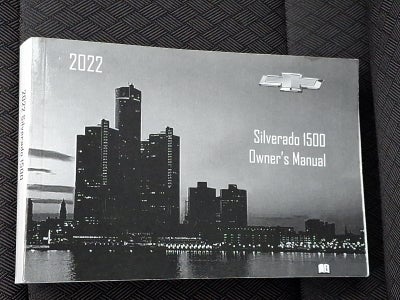 2022
Silverado 1500
Owner's Manual
2022 Silverado 1500